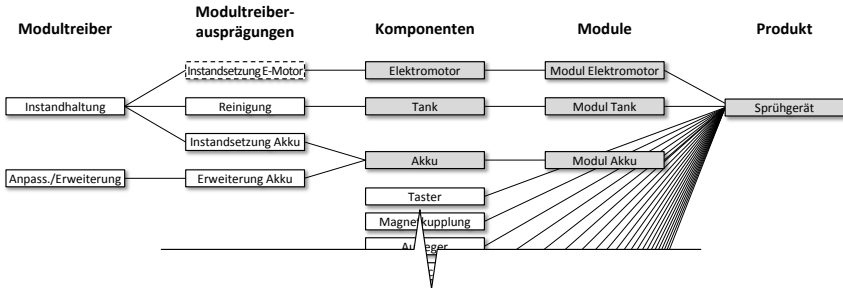 Modultreiber
Modultreiber-
ausprägungen
Komponenten
Module
Produkt
Instandsetzung E-Motor
Elektromotor
Modul Elektromotor
Instandhaltung
Reinigung
Tank
Modul Tank
Sprühgerät
Instandsetzung Akku
Akku
Modul Akku
Anpass./Erweiterung
Erweiterung Akku
Taster
Magnetkupplung